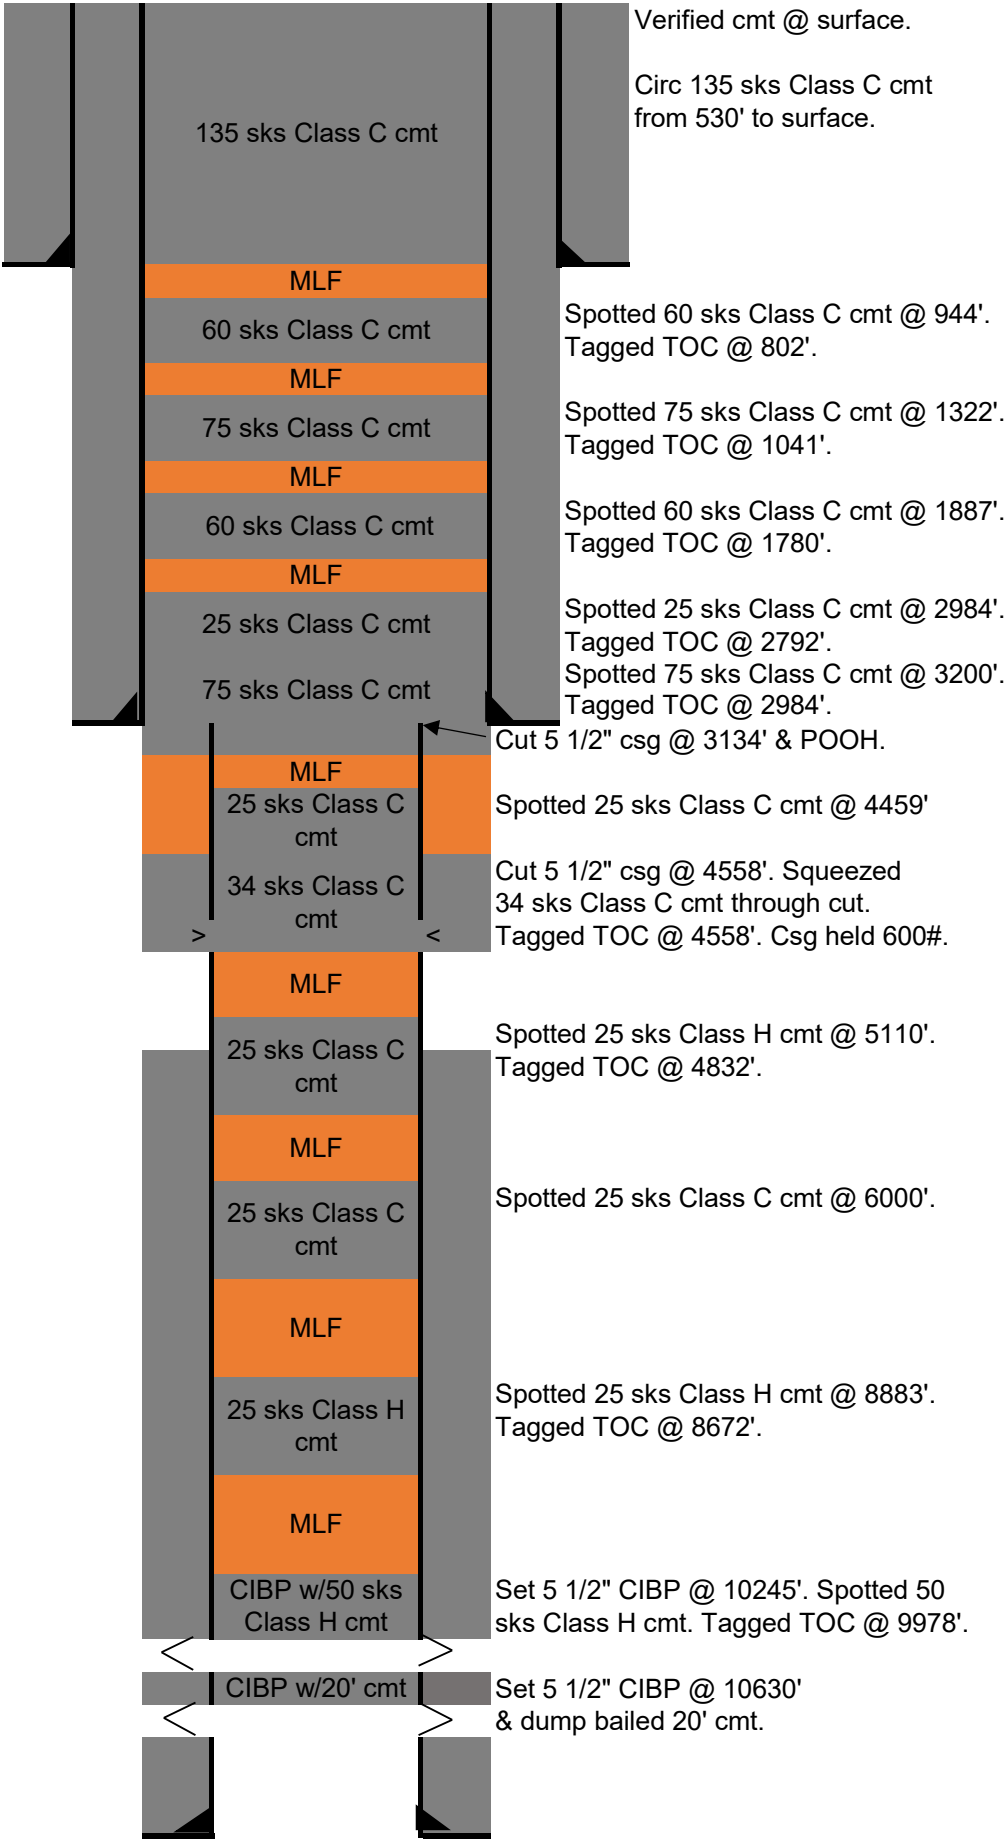 Verified cmt @ surface.
Circ 135 sks Class C cmt
from 530' to surface.
135 sks Class C cmt
MLF
60 sks Class C cmt
Spotted 60 sks Class C cmt @ 944'.
Tagged TOC @ 802'.
MLF
75 sks Class C cmt
Spotted 75 sks Class C cmt @ 1322'.
Tagged TOC @ 1041'.
MLF
60 sks Class C cmt
Spotted 60 sks Class C cmt @ 1887'.
Tagged TOC @ 1780'.
MLF
25 sks Class C cmt
Spotted 25 sks Class C cmt @ 2984'.
Tagged TOC @ 2792'.
75 sks Class C cmt
Spotted 75 sks Class C cmt @ 3200'.
Tagged TOC @ 2984'.
Cut 5 1/2" csg @ 3134' & POOH.
MLF
25 sks Class C
cmt
Spotted 25 sks Class C cmt @ 4459'
34 sks Class C
cmt
Cut 5 1/2" csg @ 4558'. Squeezed
34 sks Class C cmt through cut.
Tagged TOC @ 4558'. Csg held 600#.
> <
MLF
25 sks Class C
cmt
Spotted 25 sks Class H cmt @ 5110'.
Tagged TOC @ 4832'.
MLF
25 sks Class C
cmt
Spotted 25 sks Class C cmt @ 6000'.
MLF
25 sks Class H
cmt
Spotted 25 sks Class H cmt @ 8883'.
Tagged TOC @ 8672'.
MLF
CIBP w/50 sks
Class H cmt
Set 5 1/2" CIBP @ 10245'. Spotted 50
sks Class H cmt. Tagged TOC @ 9978'.
CIBP w/20' cmt
Set 5 1/2" CIBP @ 10630'
& dump bailed 20' cmt.